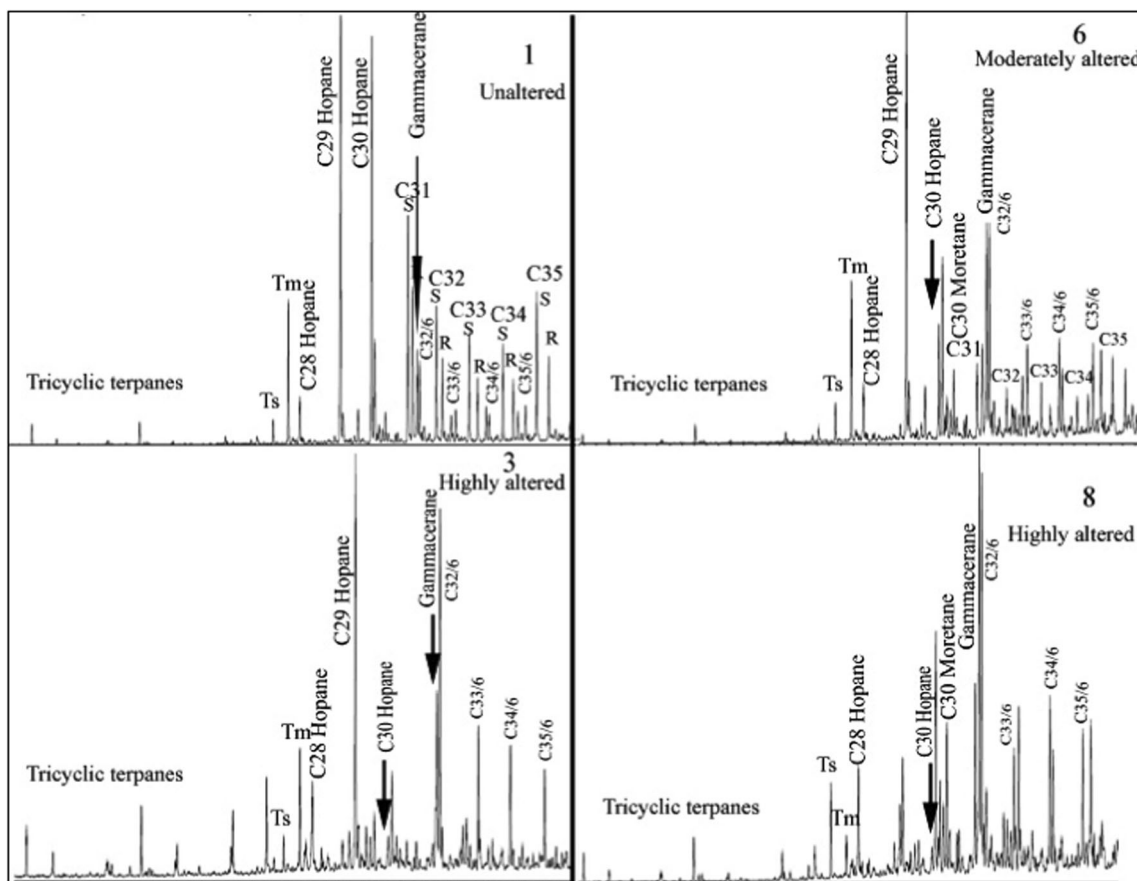 1
Unaltered
C29 Hopane
C30 Hopane
Gammacerane
C31
S
C32
S
R
C32/6
C33
S
R
C33/6
C34
S
R
C34/6
C35
S
R
C35/6
Tm
C28 Hopane
Ts
Tricyclic terpanes
6
Moderately altered
C29 Hopane
C30 Hopane
C30 Moretane
Gammacerane
C32/6
Tm
C28 Hopane
Ts
C31
C32
C33/6
C33
C34/6
C34
C35/6
C35
Tricyclic terpanes
3
Highly altered
C29 Hopane
Gammacerane
C32/6
Tm
C28 Hopane
Ts
C30 Hopane
C33/6
C34/6
C35/6
Tricyclic terpanes
8
Highly altered
Gammacerane
C32/6
C28 Hopane
C30 Hopane
C30 Moretane
Ts
Tm
C33/6
C34/6
C35/6
Tricyclic terpanes